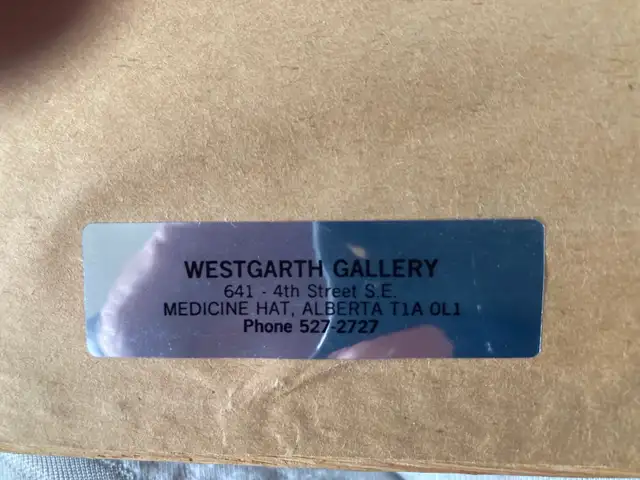 WESTGARTH GALLERY
641 - 4th Street S.E.
MEDICINE HAT, ALBERTA T1A 0L1
Phone 527-2727